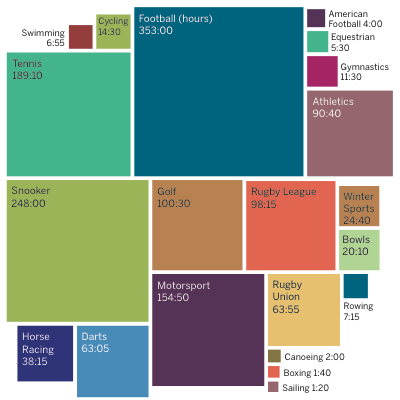 Swimming
6:55
Cycling
14:30
Football (hours)
353:00
American
Football 4:00
Equestrian
5:30
Gymnastics
11:30
Tennis
189:10
Athletics
90:40
Snooker
248:00
Golf
100:30
Rugby League
98:15
Winter
Sports
24:40
Bowls
20:10
Motorsport
154:50
Rugby
Union
63:55
Rowing
7:15
Horse
Racing
38:15
Darts
63:05
Canoeing 2:00
Boxing 1:40
Sailing 1:20